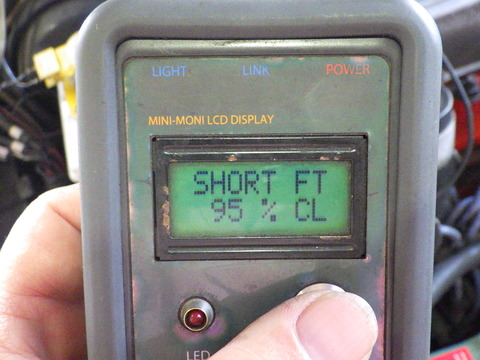 LIGHT LINK POWER
MINI-MONI LCD DISPLAY
SHORT FT
95 % CL
LED